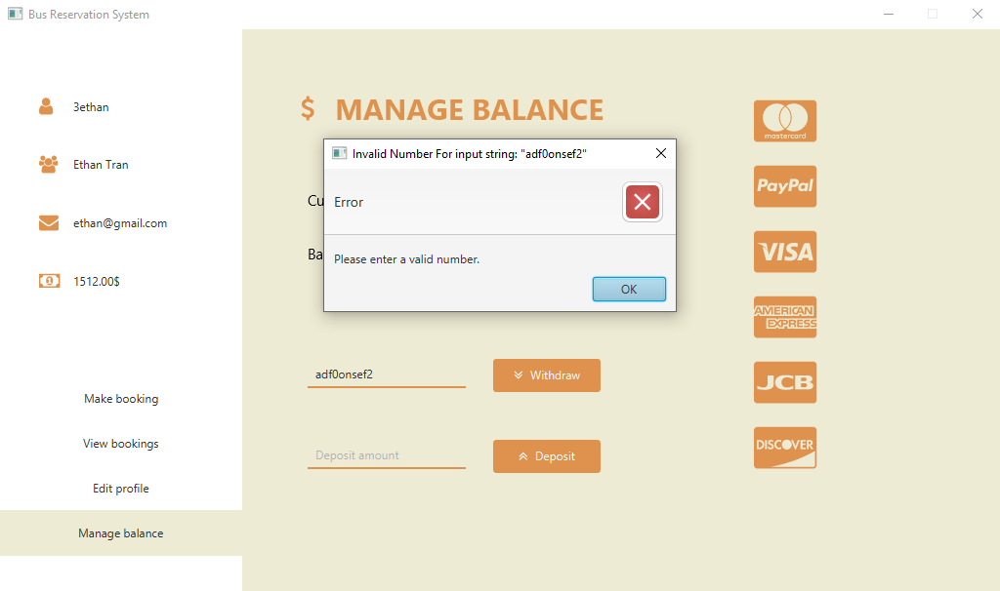 Bus Reservation System
3ethan
Ethan Tran
ethan@gmail.com
1512.00$
Make booking
View bookings
Edit profile
Manage balance
$ MANAGE BALANCE
Cu
Ba
Invalid Number For input string: "adf0onsef2"
Error
Please enter a valid number.
OK
adf0onsef2
Withdraw
Deposit amount
Deposit
mastercard
PayPal
VISA
AMERICAN
EXPRESS
JCB
DISCOVER